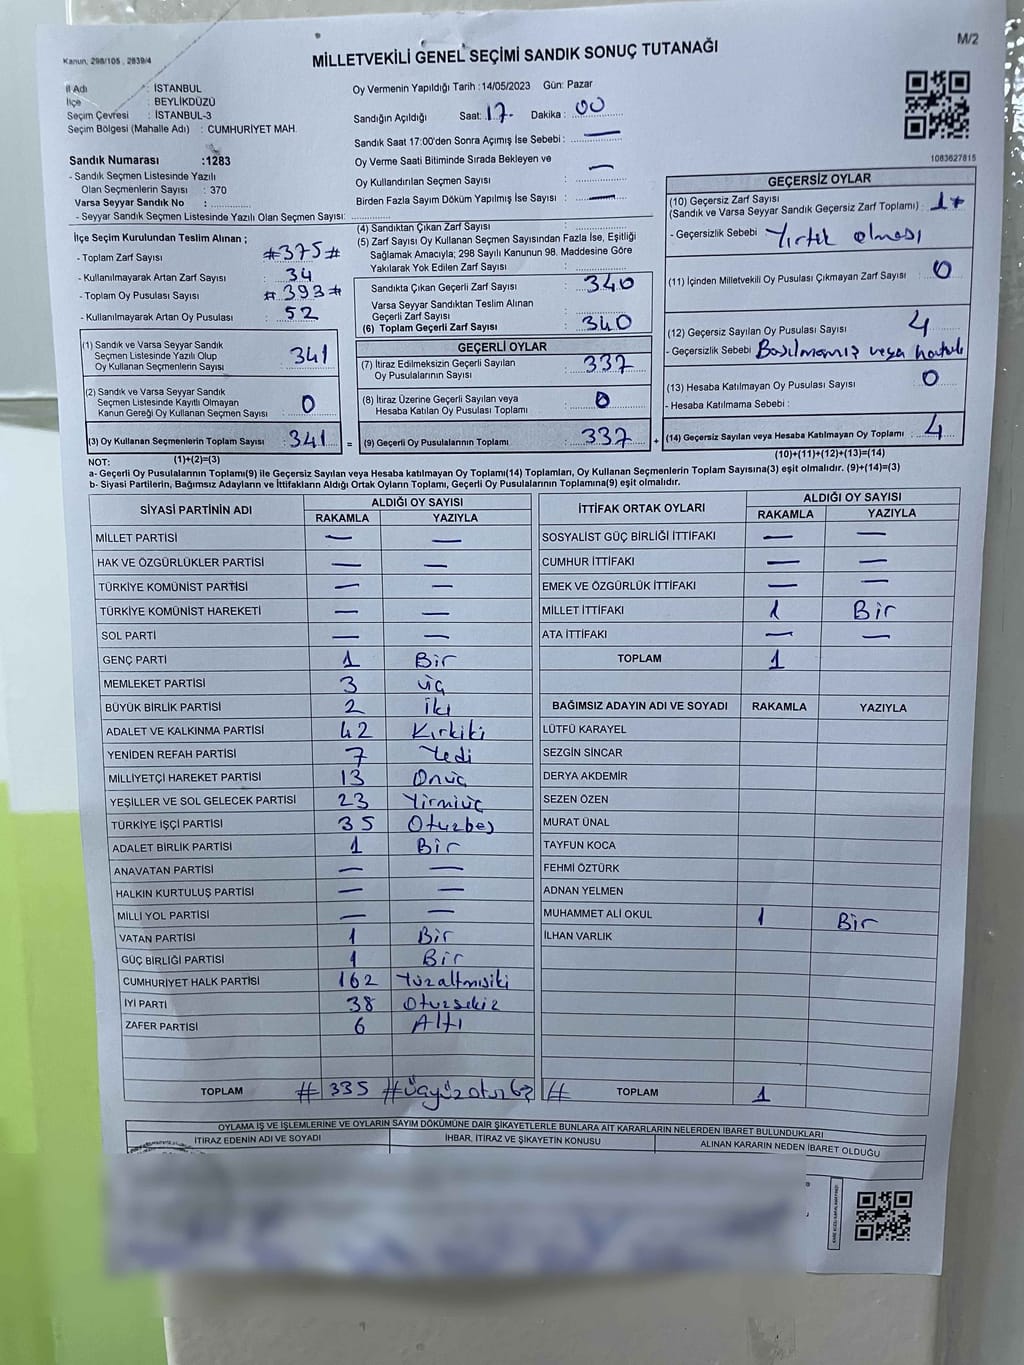 Kanun, 298/105 , 2839/4
MİLLETVEKİLİ GENEL SEÇİMİ SANDIK SONUÇ TUTANAĞI
M/2
İl Adı : İSTANBUL
İlçe : BEYLİKDÜZÜ
Seçim Çevresi : İSTANBUL-3
Seçim Bölgesi (Mahalle Adı) : CUMHURİYET MAH.
Sandık Numarası :1283
- Sandık Seçmen Listesinde Yazılı
Olan Seçmenlerin Sayısı : 370
Varsa Seyyar Sandık No :
- Seyyar Sandık Seçmen Listesinde Yazılı Olan Seçmen Sayısı:
Oy Vermenin Yapıldığı Tarih :14/05/2023 Gün: Pazar
Sandığın Açıldığı Saat: 17 Dakika : 00
Sandık Saat 17:00'den Sonra Açımış İse Sebebi : —
Oy Verme Saati Bitiminde Sırada Bekleyen ve
Oy Kullandırılan Seçmen Sayısı : —
Birden Fazla Sayım Döküm Yapılmış İse Sayısı : —
1083627815
İlçe Seçim Kurulundan Teslim Alınan ;
- Toplam Zarf Sayısı : #375#
- Kullanılmayarak Artan Zarf Sayısı : 34
- Toplam Oy Pusulası Sayısı : #393#
- Kullanılmayarak Artan Oy Pusulası : 52
(1) Sandık ve Varsa Seyyar Sandık
Seçmen Listesinde Yazılı Olup
Oy Kullanan Seçmenlerin Sayısı : 341
(2) Sandık ve Varsa Seyyar Sandık
Seçmen Listesinde Kayıtlı Olmayan
Kanun Gereği Oy Kullanan Seçmen Sayısı : 0
(3) Oy Kullanan Seçmenlerin Toplam Sayısı : 341 =
(1)+(2)=(3)
(4) Sandıktan Çıkan Zarf Sayısı :
(5) Zarf Sayısı Oy Kullanan Seçmen Sayısından Fazla İse, Eşitliği
Sağlamak Amacıyla; 298 Sayılı Kanunun 98. Maddesine Göre
Yakılarak Yok Edilen Zarf Sayısı :
Sandıkta Çıkan Geçerli Zarf Sayısı : 340
Varsa Seyyar Sandıktan Teslim Alınan
Geçerli Zarf Sayısı :
(6) Toplam Geçerli Zarf Sayısı : 340
GEÇERLİ OYLAR
(7) İtiraz Edilmeksizin Geçerli Sayılan
Oy Pusulalarının Sayısı : 337
(8) İtiraz Üzerine Geçerli Sayılan veya
Hesaba Katılan Oy Pusulaları Toplamı : 0
(9) Geçerli Oy Pusulalarının Toplamı : 337 +
GEÇERSİZ OYLAR
(10) Geçersiz Zarf Sayısı
(Sandık ve Varsa Seyyar Sandık Geçersiz Zarf Toplamı) :
- Geçersizlik Sebebi : Yırtık olması
(11) İçinden Milletvekili Oy Pusulası Çıkmayan Zarf Sayısı : 0
(12) Geçersiz Sayılan Oy Pusulası Sayısı : 4
- Geçersizlik Sebebi : Basılmamış veya hatalı
(13) Hesaba Katılmayan Oy Pusulası Sayısı : 0
- Hesaba Katılmama Sebebi :
(14) Geçersiz Sayılan veya Hesaba Katılmayan Oy Toplamı : 4
(10)+(11)+(12)+(13)=(14)
NOT:
a- Geçerli Oy Pusulalarının Toplamı(9) ile Geçersiz Sayılan veya Hesaba katılmayan Oy Toplamı(14) Toplamları, Oy Kullanan Seçmenlerin Toplam Sayısına(3) eşit olmalıdır. (9)+(14)=(3)
b- Siyasi Partilerin, Bağımsız Adayların ve İttifakların Aldığı Ortak Oyların Toplamı, Geçerli Oy Pusulalarının Toplamına(9) eşit olmalıdır.
SİYASİ PARTİNİN ADI ALDIĞI OY SAYISI
RAKAMLA YAZIYLA
MİLLET PARTİSİ — —
HAK VE ÖZGÜRLÜKLER PARTİSİ — —
TÜRKİYE KOMÜNİST PARTİSİ — —
TÜRKİYE KOMÜNİST HAREKETİ — —
SOL PARTİ — —
GENÇ PARTİ 1 Bir
MEMLEKET PARTİSİ 3 üç
BÜYÜK BİRLİK PARTİSİ 2 İki
ADALET VE KALKINMA PARTİSİ 42 Kırkiki
YENİDEN REFAH PARTİSİ 7 Yedi
MİLLİYETÇİ HAREKET PARTİSİ 13 Onüç
YEŞİLLER VE SOL GELECEK PARTİSİ 23 Yirmiüç
TÜRKİYE İŞÇİ PARTİSİ 35 Otuzbeş
ADALET BİRLİK PARTİSİ 1 Bir
ANAVATAN PARTİSİ — —
HALKIN KURTULUŞ PARTİSİ — —
MİLLİ YOL PARTİSİ — —
VATAN PARTİSİ 1 Bir
GÜÇ BİRLİĞİ PARTİSİ 1 Bir
CUMHURİYET HALK PARTİSİ 162 Yüzaltmışiki
İYİ PARTİ 38 Otuzsekiz
ZAFER PARTİSİ 6 Altı
TOPLAM #335 #üçyüzotuzbeş#
İTTİFAK ORTAK OYLARI ALDIĞI OY SAYISI
RAKAMLA YAZIYLA
SOSYALİST GÜÇ BİRLİĞİ İTTİFAKI — —
CUMHUR İTTİFAKI — —
EMEK VE ÖZGÜRLÜK İTTİFAKI — —
MİLLET İTTİFAKI 1 Bir
ATA İTTİFAKI — —
TOPLAM 1
BAĞIMSIZ ADAYIN ADI VE SOYADI RAKAMLA YAZIYLA
LÜTFÜ KARAYEL
SEZGİN SİNCAR
DERYA AKDEMİR
SEZEN ÖZEN
MURAT ÜNAL
TAYFUN KOCA
FEHMİ ÖZTÜRK
ADNAN YELMEN
MUHAMMET ALİ OKUL 1 Bir
İLHAN VARLIK
TOPLAM 1
OYLAMA İŞ VE İŞLEMLERİNE VE OYLARIN SAYIM DÖKÜMÜNE DAİR ŞİKAYETLERLE BUNLARA AİT KARARLARIN NELERDEN İBARET BULUNDUKLARI
İTİRAZ EDENİN ADI VE SOYADI İHBAR, İTİRAZ VE ŞİKAYETİN KONUSU ALINAN KARARIN NEDEN İBARET OLDUĞU